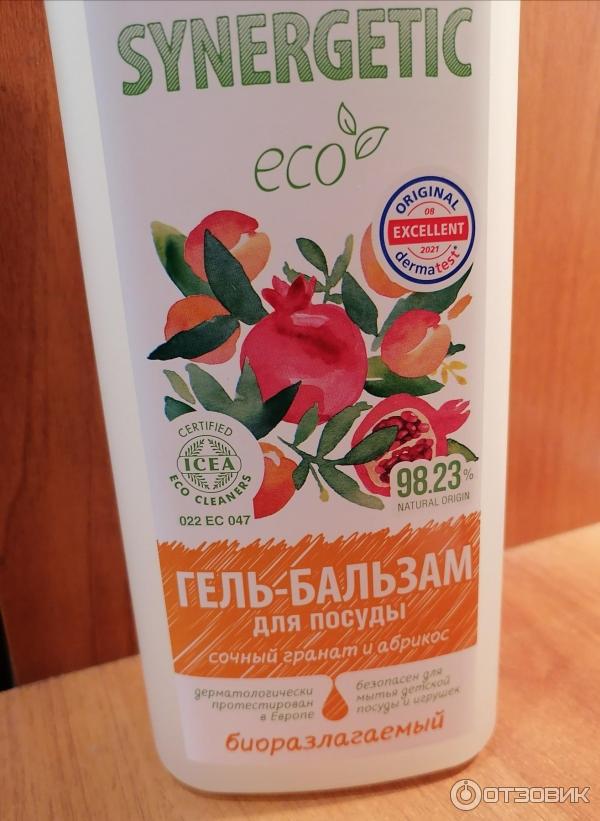 SYNERGETIC
eco
ORIGINAL
08
EXCELLENT
2021
dermatest®
CERTIFIED
ICEA
ECO CLEANERS
022 EC 047
98.23%
NATURAL ORIGIN
ГЕЛЬ-БАЛЬЗАМ
для посуды
сочный гранат и абрикос
дерматологически
протестирован
в Европе
безопасен для
мытья детской
посуды и игрушек
биоразлагаемый
ОТЗОВИК